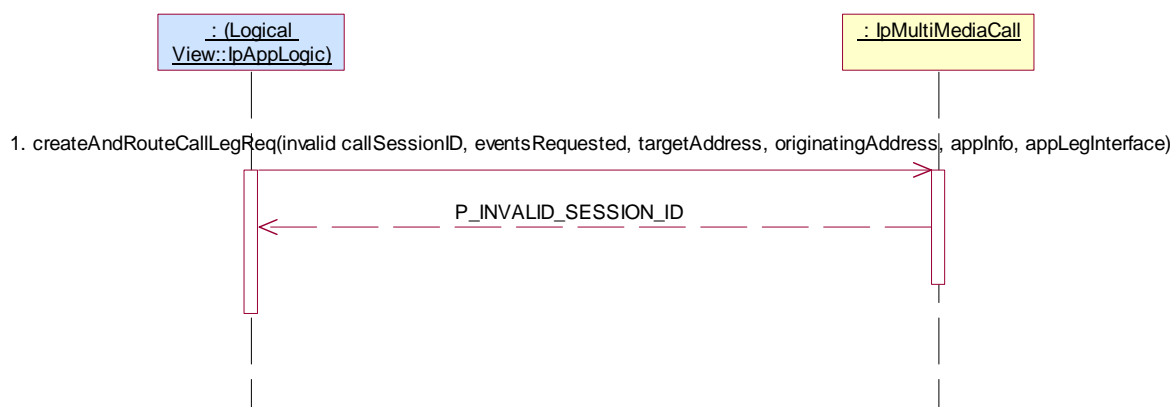 : (Logical
View::IpAppLogic)
: IpMultiMediaCall
1. createAndRouteCallLegReq(invalid callSessionID, eventsRequested, targetAddress, originatingAddress, appInfo, appLegInterface)
P_INVALID_SESSION_ID